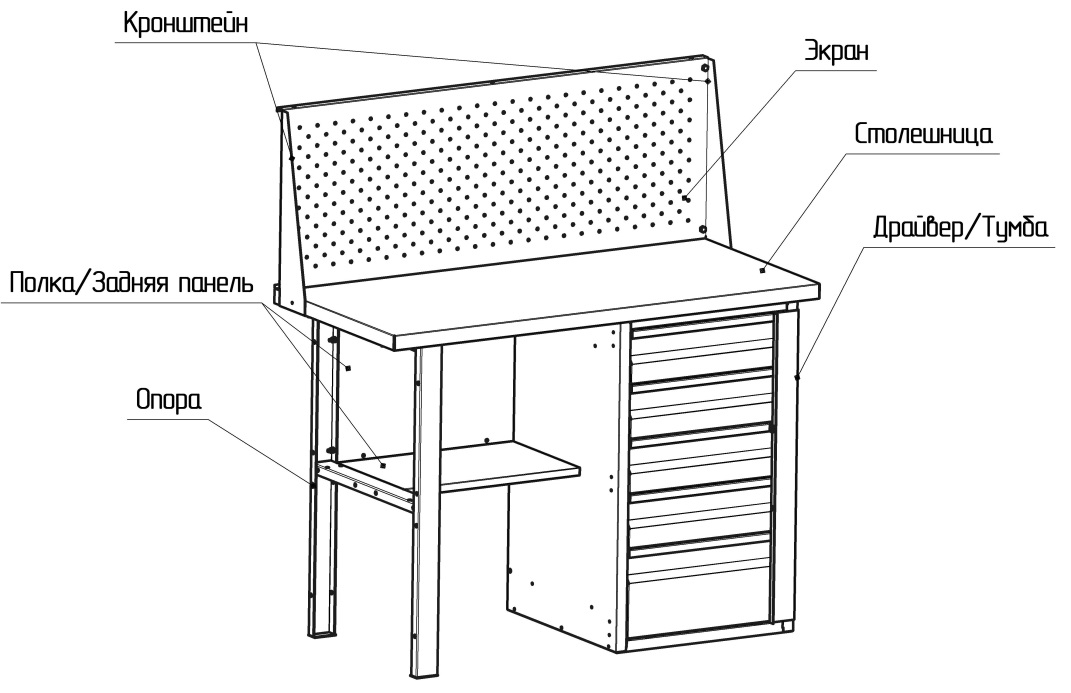 Кронштейн
Экран
Столешница
Драйвер/Тумба
Полка/Задняя панель
Опора